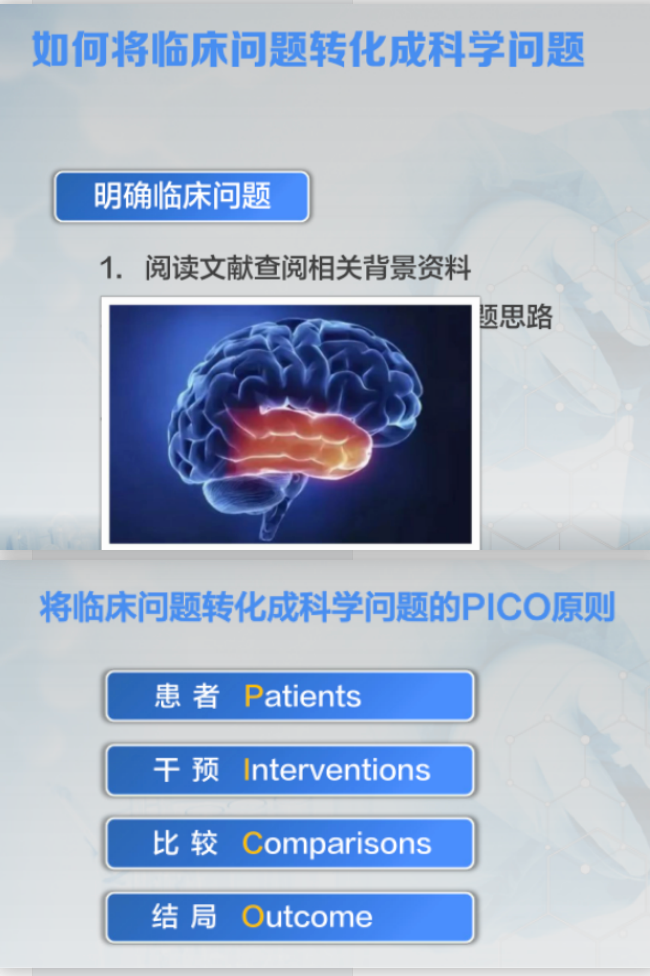 如何将临床问题转化成科学问题
明确临床问题
1. 阅读文献查阅相关背景资料
题思路
将临床问题转化成科学问题的PICO原则
患者 Patients
干预 Interventions
比较 Comparisons
结局 Outcome